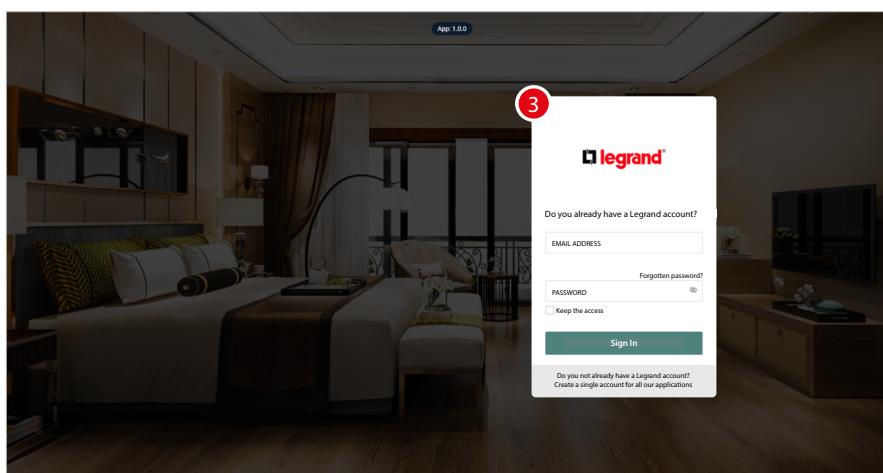 App: 1.0.0
3
legrand®
Do you already have a Legrand account?
EMAIL ADDRESS
Forgotten password?
PASSWORD
Keep the access
Sign In
Do you not already have a Legrand account?
Create a single account for all our applications